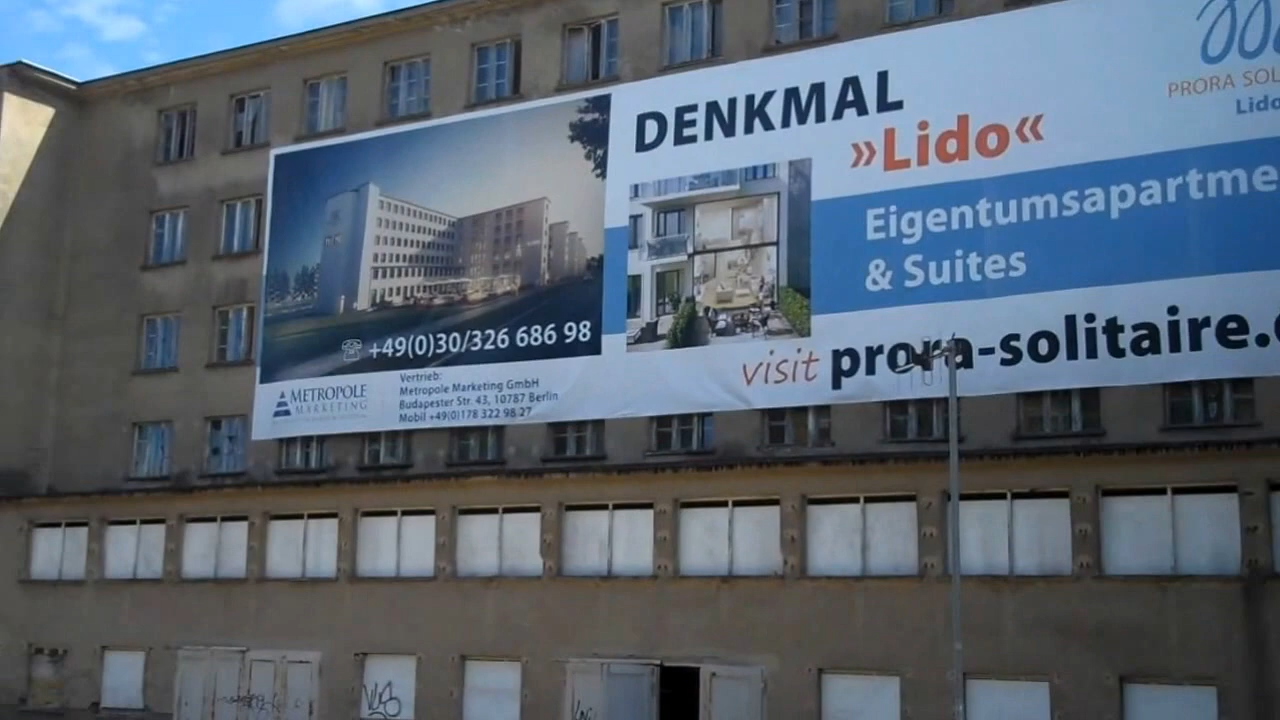 DENKMAL
»Lido«
PRORA SOL
Lido
Eigentumsapartme
& Suites
visit prora-solitaire.
+49(0)30/326 686 98
METROPOLE
MARKETING
Vertrieb:
Metropole Marketing GmbH
Budapester Str. 43, 10787 Berlin
Mobil +49(0)178 322 98 27